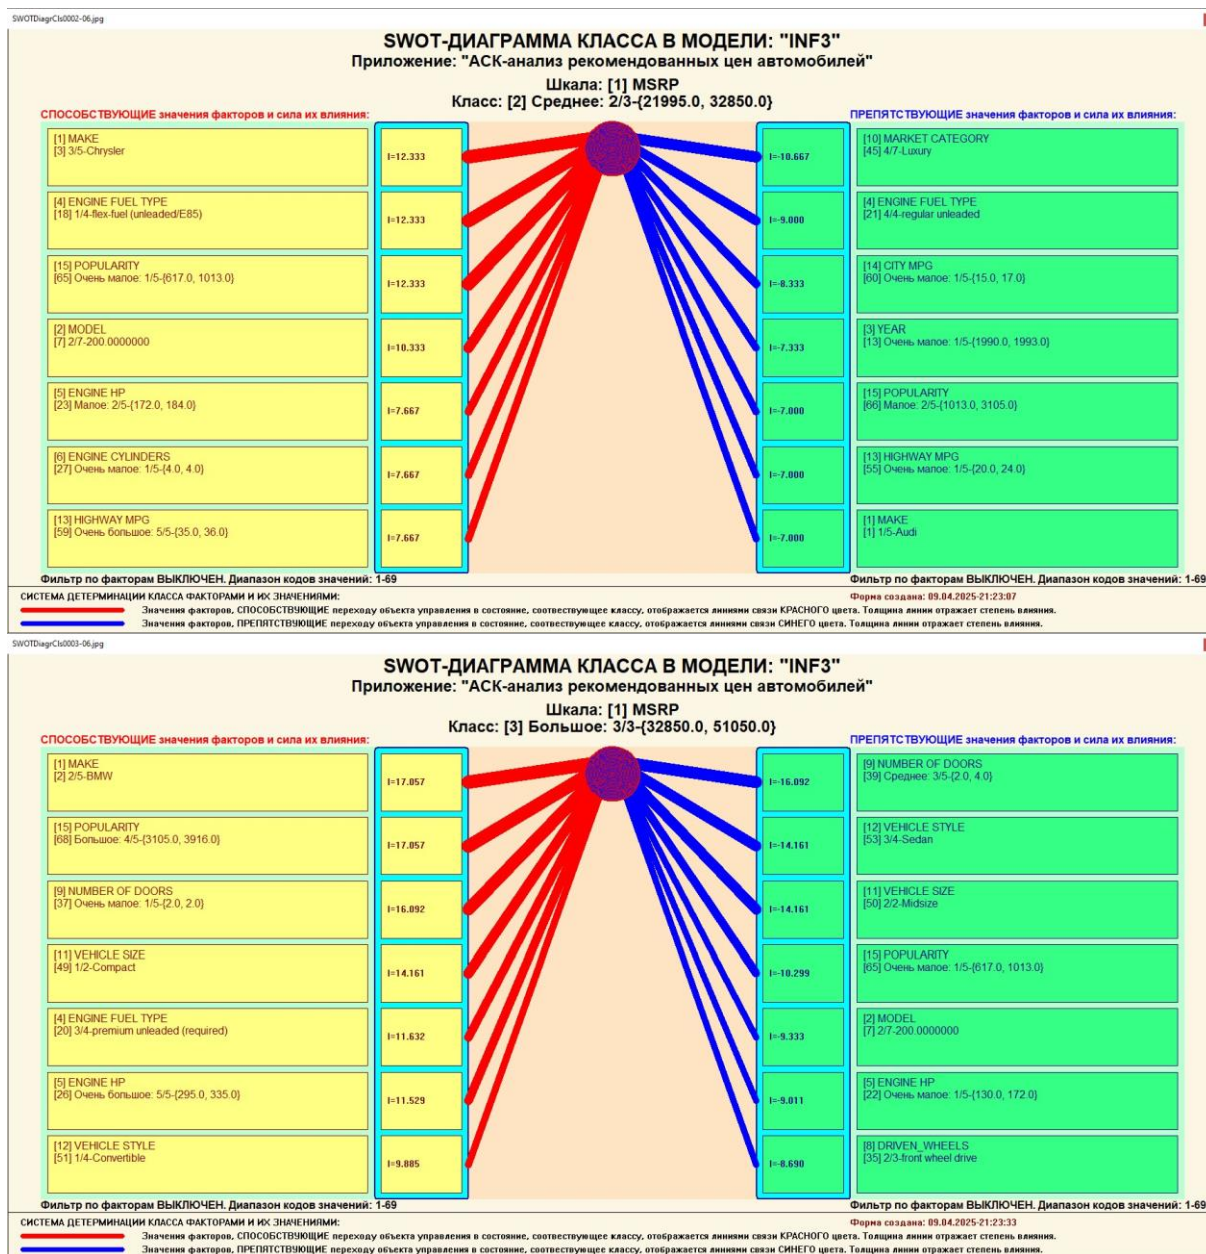 SWOTDiagrCls0002-06.jpg
SWOT-ДИАГРАММА КЛАССА В МОДЕЛИ: "INF3"
Приложение: "АСК-анализ рекомендованных цен автомобилей"
Шкала: [1] MSRP
Класс: [2] Среднее: 2/3-{21995.0, 32850.0}
СПОСОБСТВУЮЩИЕ значения факторов и сила их влияния:
ПРЕПЯТСТВУЮЩИЕ значения факторов и сила их влияния:
[1] MAKE
[3] 3/5-Chrysler
I=12.333
I=-10.667
[10] MARKET CATEGORY
[45] 4/7-Luxury
[4] ENGINE FUEL TYPE
[18] 1/4-flex-fuel (unleaded/E85)
I=12.333
I=-9.000
[4] ENGINE FUEL TYPE
[21] 4/4-regular unleaded
[15] POPULARITY
[65] Очень малое: 1/5-{617.0, 1013.0}
I=12.333
I=-8.333
[14] CITY MPG
[60] Очень малое: 1/5-{15.0, 17.0}
[2] MODEL
[7] 2/7-200.0000000
I=10.333
I=-7.333
[3] YEAR
[13] Очень малое: 1/5-{1990.0, 1993.0}
[5] ENGINE HP
[23] Малое: 2/5-{172.0, 184.0}
I=7.667
I=-7.000
[15] POPULARITY
[66] Малое: 2/5-{1013.0, 3105.0}
[6] ENGINE CYLINDERS
[27] Очень малое: 1/5-{4.0, 4.0}
I=7.667
I=-7.000
[13] HIGHWAY MPG
[55] Очень малое: 1/5-{20.0, 24.0}
[13] HIGHWAY MPG
[59] Очень большое: 5/5-{35.0, 36.0}
I=7.667
I=-7.000
[1] MAKE
[1] 1/5-Audi
Фильтр по факторам ВЫКЛЮЧЕН. Диапазон кодов значений: 1-69
Фильтр по факторам ВЫКЛЮЧЕН. Диапазон кодов значений: 1-69
СИСТЕМА ДЕТЕРМИНАЦИИ КЛАССА ФАКТОРАМИ И ИХ ЗНАЧЕНИЯМИ:
Форма создана: 09.04.2025-21:23:07
Значения факторов, СПОСОБСТВУЮЩИЕ переходу объекта управления в состояние, соотвествующее классу, отображается линиями связи КРАСНОГО цвета. Толщина линии отражает степень влияния.
Значения факторов, ПРЕПЯТСТВУЮЩИЕ переходу объекта управления в состояние, соотвествующее классу, отображается линиями связи СИНЕГО цвета. Толщина линии отражает степень влияния.
SWOTDiagrCls0003-06.jpg
SWOT-ДИАГРАММА КЛАССА В МОДЕЛИ: "INF3"
Приложение: "АСК-анализ рекомендованных цен автомобилей"
Шкала: [1] MSRP
Класс: [3] Большое: 3/3-{32850.0, 51050.0}
СПОСОБСТВУЮЩИЕ значения факторов и сила их влияния:
ПРЕПЯТСТВУЮЩИЕ значения факторов и сила их влияния:
[1] MAKE
[2] 2/5-BMW
I=17.057
I=-16.092
[9] NUMBER OF DOORS
[39] Среднее: 3/5-{2.0, 4.0}
[15] POPULARITY
[68] Большое: 4/5-{3105.0, 3916.0}
I=17.057
I=-14.161
[12] VEHICLE STYLE
[53] 3/4-Sedan
[9] NUMBER OF DOORS
[37] Очень малое: 1/5-{2.0, 2.0}
I=16.092
I=-14.161
[11] VEHICLE SIZE
[50] 2/2-Midsize
[11] VEHICLE SIZE
[49] 1/2-Compact
I=14.161
I=-10.299
[15] POPULARITY
[65] Очень малое: 1/5-{617.0, 1013.0}
[4] ENGINE FUEL TYPE
[20] 3/4-premium unleaded (required)
I=11.632
I=-9.333
[2] MODEL
[7] 2/7-200.0000000
[5] ENGINE HP
[26] Очень большое: 5/5-{295.0, 335.0}
I=11.529
I=-9.011
[5] ENGINE HP
[22] Очень малое: 1/5-{130.0, 172.0}
[12] VEHICLE STYLE
[51] 1/4-Convertible
I=9.885
I=-8.690
[8] DRIVEN_WHEELS
[35] 2/3-front wheel drive
Фильтр по факторам ВЫКЛЮЧЕН. Диапазон кодов значений: 1-69
Фильтр по факторам ВЫКЛЮЧЕН. Диапазон кодов значений: 1-69
СИСТЕМА ДЕТЕРМИНАЦИИ КЛАССА ФАКТОРАМИ И ИХ ЗНАЧЕНИЯМИ:
Форма создана: 09.04.2025-21:23:33
Значения факторов, СПОСОБСТВУЮЩИЕ переходу объекта управления в состояние, соотвествующее классу, отображается линиями связи КРАСНОГО цвета. Толщина линии отражает степень влияния.
Значения факторов, ПРЕПЯТСТВУЮЩИЕ переходу объекта управления в состояние, соотвествующее классу, отображается линиями связи СИНЕГО цвета. Толщина линии отражает степень влияния.